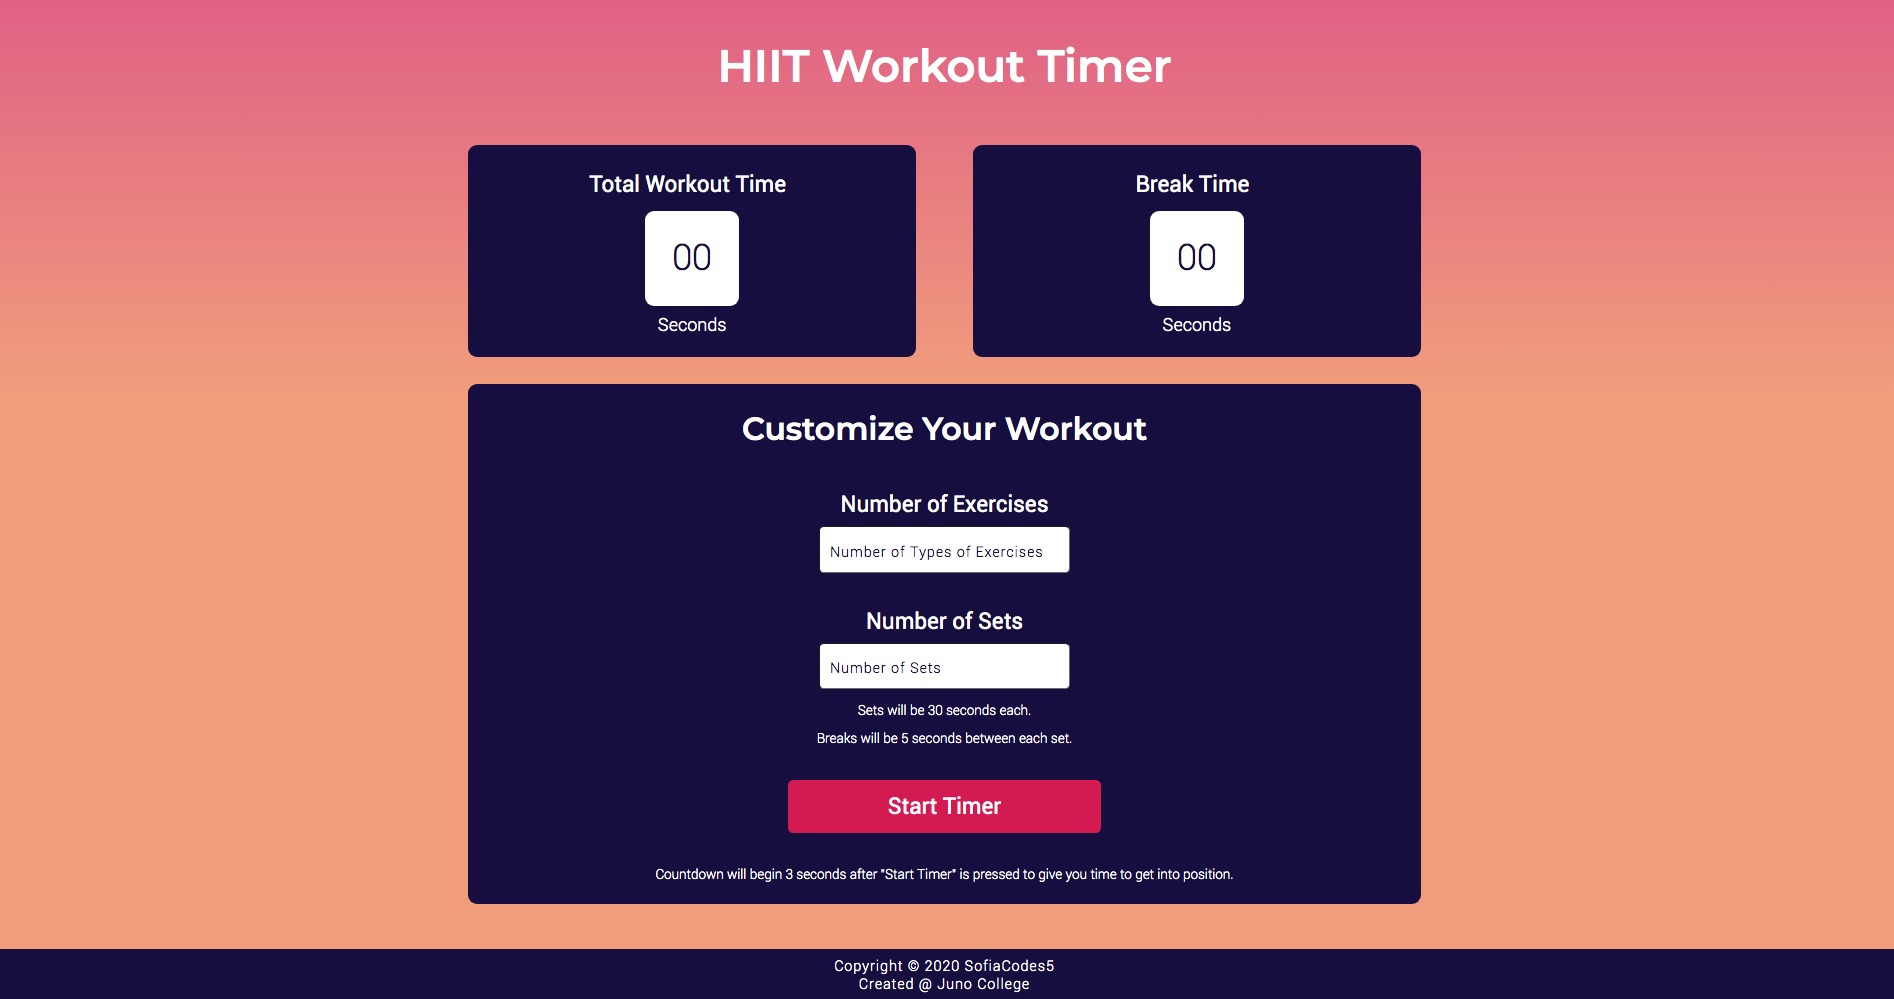 HIIT Workout Timer
Total Workout Time
00
Seconds
Break Time
00
Seconds
Customize Your Workout
Number of Exercises
Number of Types of Exercises
Number of Sets
Number of Sets
Sets will be 30 seconds each.
Breaks will be 5 seconds between each set.
Start Timer
Countdown will begin 3 seconds after "Start Timer" is pressed to give you time to get into position.
Copyright © 2020 SofiaCodes5
Created @ Juno College